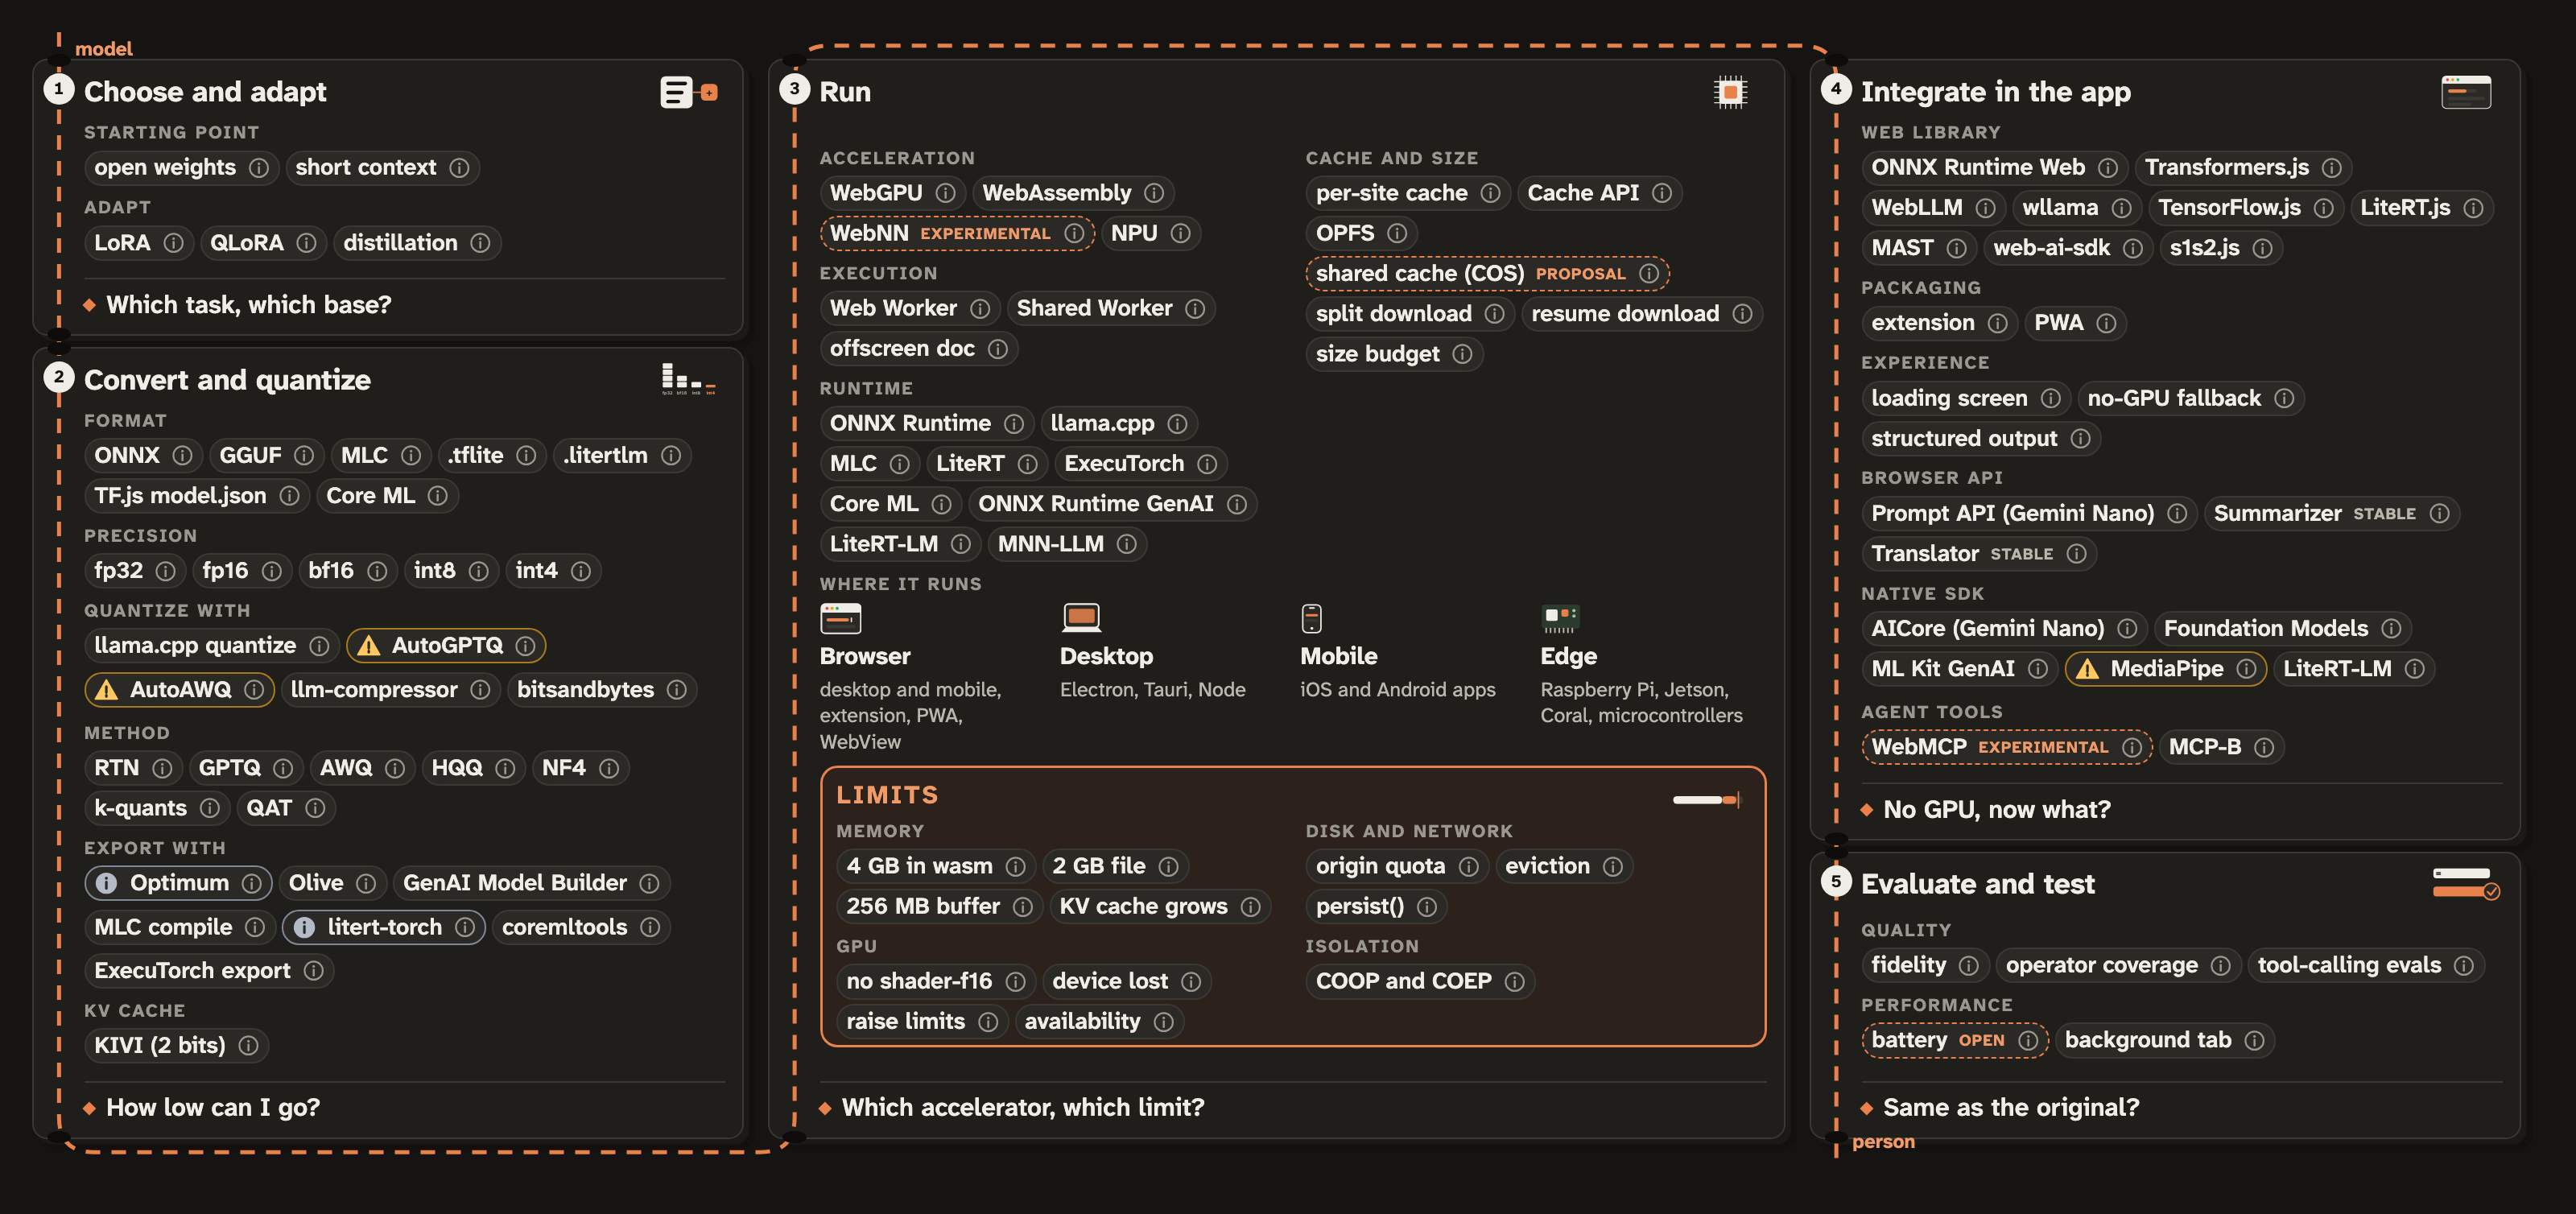 model
1 Choose and adapt
STARTING POINT
open weights short context
ADAPT
LoRA QLoRA distillation
Which task, which base?
2 Convert and quantize
FORMAT
ONNX GGUF MLC .tflite .litertlm
TF.js model.json Core ML
PRECISION
fp32 fp16 bf16 int8 int4
QUANTIZE WITH
llama.cpp quantize AutoGPTQ
AutoAWQ llm-compressor bitsandbytes
METHOD
RTN GPTQ AWQ HQQ NF4
k-quants QAT
EXPORT WITH
Optimum Olive GenAI Model Builder
MLC compile litert-torch coremltools
ExecuTorch export
KV CACHE
KIVI (2 bits)
How low can I go?
3 Run
ACCELERATION
WebGPU WebAssembly
WebNN EXPERIMENTAL NPU
EXECUTION
Web Worker Shared Worker
offscreen doc
RUNTIME
ONNX Runtime llama.cpp
MLC LiteRT ExecuTorch
Core ML ONNX Runtime GenAI
LiteRT-LM MNN-LLM
CACHE AND SIZE
per-site cache Cache API
OPFS
shared cache (COS) PROPOSAL
split download resume download
size budget
WHERE IT RUNS
Browser
desktop and mobile,
extension, PWA,
WebView
Desktop
Electron, Tauri, Node
Mobile
iOS and Android apps
Edge
Raspberry Pi, Jetson,
Coral, microcontrollers
LIMITS
MEMORY
4 GB in wasm 2 GB file
256 MB buffer KV cache grows
GPU
no shader-f16 device lost
raise limits availability
DISK AND NETWORK
origin quota eviction
persist()
ISOLATION
COOP and COEP
Which accelerator, which limit?
4 Integrate in the app
WEB LIBRARY
ONNX Runtime Web Transformers.js
WebLLM wllama TensorFlow.js LiteRT.js
MAST web-ai-sdk s1s2.js
PACKAGING
extension PWA
EXPERIENCE
loading screen no-GPU fallback
structured output
BROWSER API
Prompt API (Gemini Nano) Summarizer STABLE
Translator STABLE
NATIVE SDK
AICore (Gemini Nano) Foundation Models
ML Kit GenAI MediaPipe LiteRT-LM
AGENT TOOLS
WebMCP EXPERIMENTAL MCP-B
No GPU, now what?
5 Evaluate and test
QUALITY
fidelity operator coverage tool-calling evals
PERFORMANCE
battery OPEN background tab
Same as the original?
person